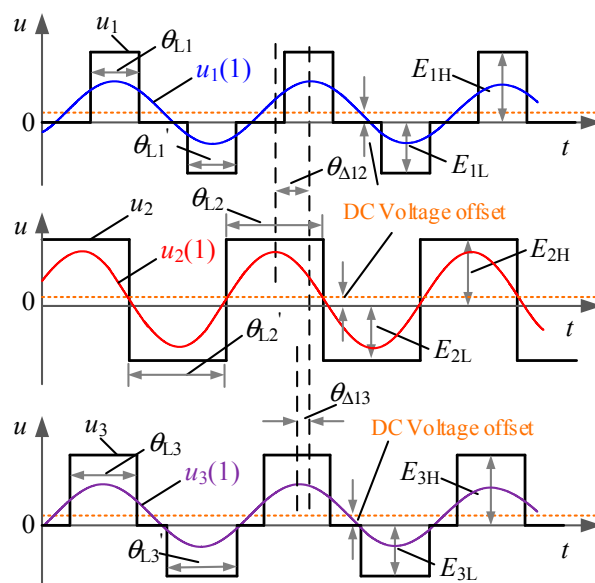 u
u₁
θL1
u₁(1)
E1H
0
θL1'
E1L
t
θΔ12
θL2
DC Voltage offset
u
u₂
u₂(1)
E2H
0
t
θL2'
E2L
θΔ13
u
u₃
θL3
DC Voltage offset
u₃(1)
E3H
0
t
θL3'
E3L